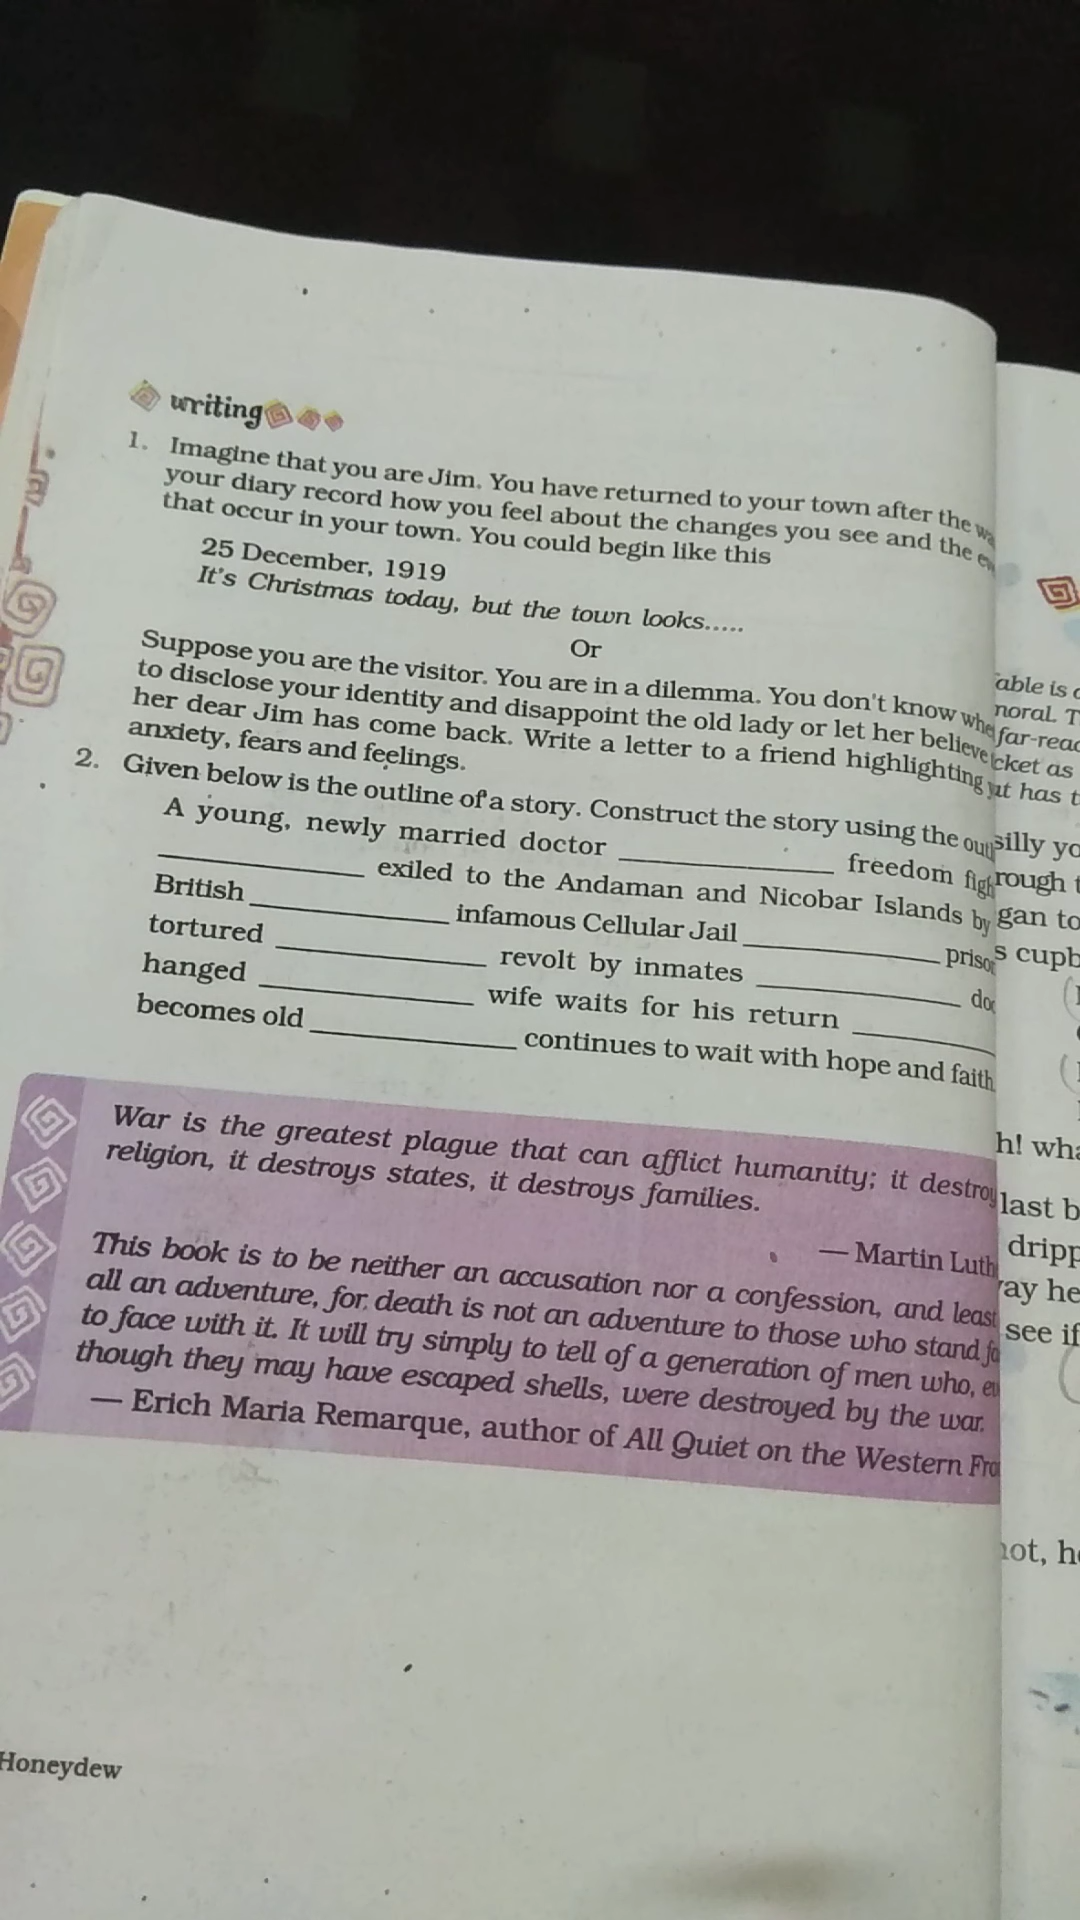 writing
1. Imagine that you are Jim. You have returned to your town after the
your diary record how you feel about the changes you see and the
that occur in your town. You could begin like this
25 December, 1919
It's Christmas today, but the town looks.....
Or
Suppose you are the visitor. You are in a dilemma. You don't know
to disclose your identity and disappoint the old lady or let her believe
her dear Jim has come back. Write a letter to a friend highlighting
anxiety, fears and feelings.
2. Given below is the outline of a story. Construct the story using the
A young, newly married doctor ____________ freedom
____________ exiled to the Andaman and Nicobar Islands by
British ____________ infamous Cellular Jail ____________
tortured ____________ revolt by inmates ____________
hanged ____________ wife waits for his return ____________
becomes old ____________ continues to wait with hope and faith
War is the greatest plague that can afflict humanity; it
religion, it destroys states, it destroys families.
— Martin
This book is to be neither an accusation nor a confession, and least
all an adventure, for death is not an adventure to those who stand
to face with it. It will try simply to tell of a generation of men who,
though they may have escaped shells, were destroyed by the war.
— Erich Maria Remarque, author of All Quiet on the Western
Honeydew
able is
moral.
far-
cket as
ut has
silly
rough
gan to
s
h!
last
he
see if
not,